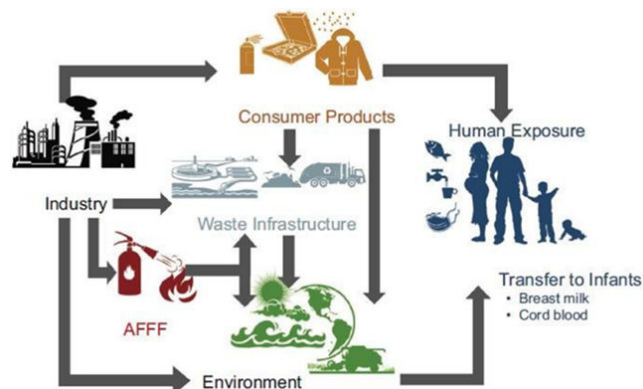 Consumer Products
Human Exposure
Industry
Waste Infrastructure
Transfer to Infants
• Breast milk
• Cord blood
AFFF
Environment